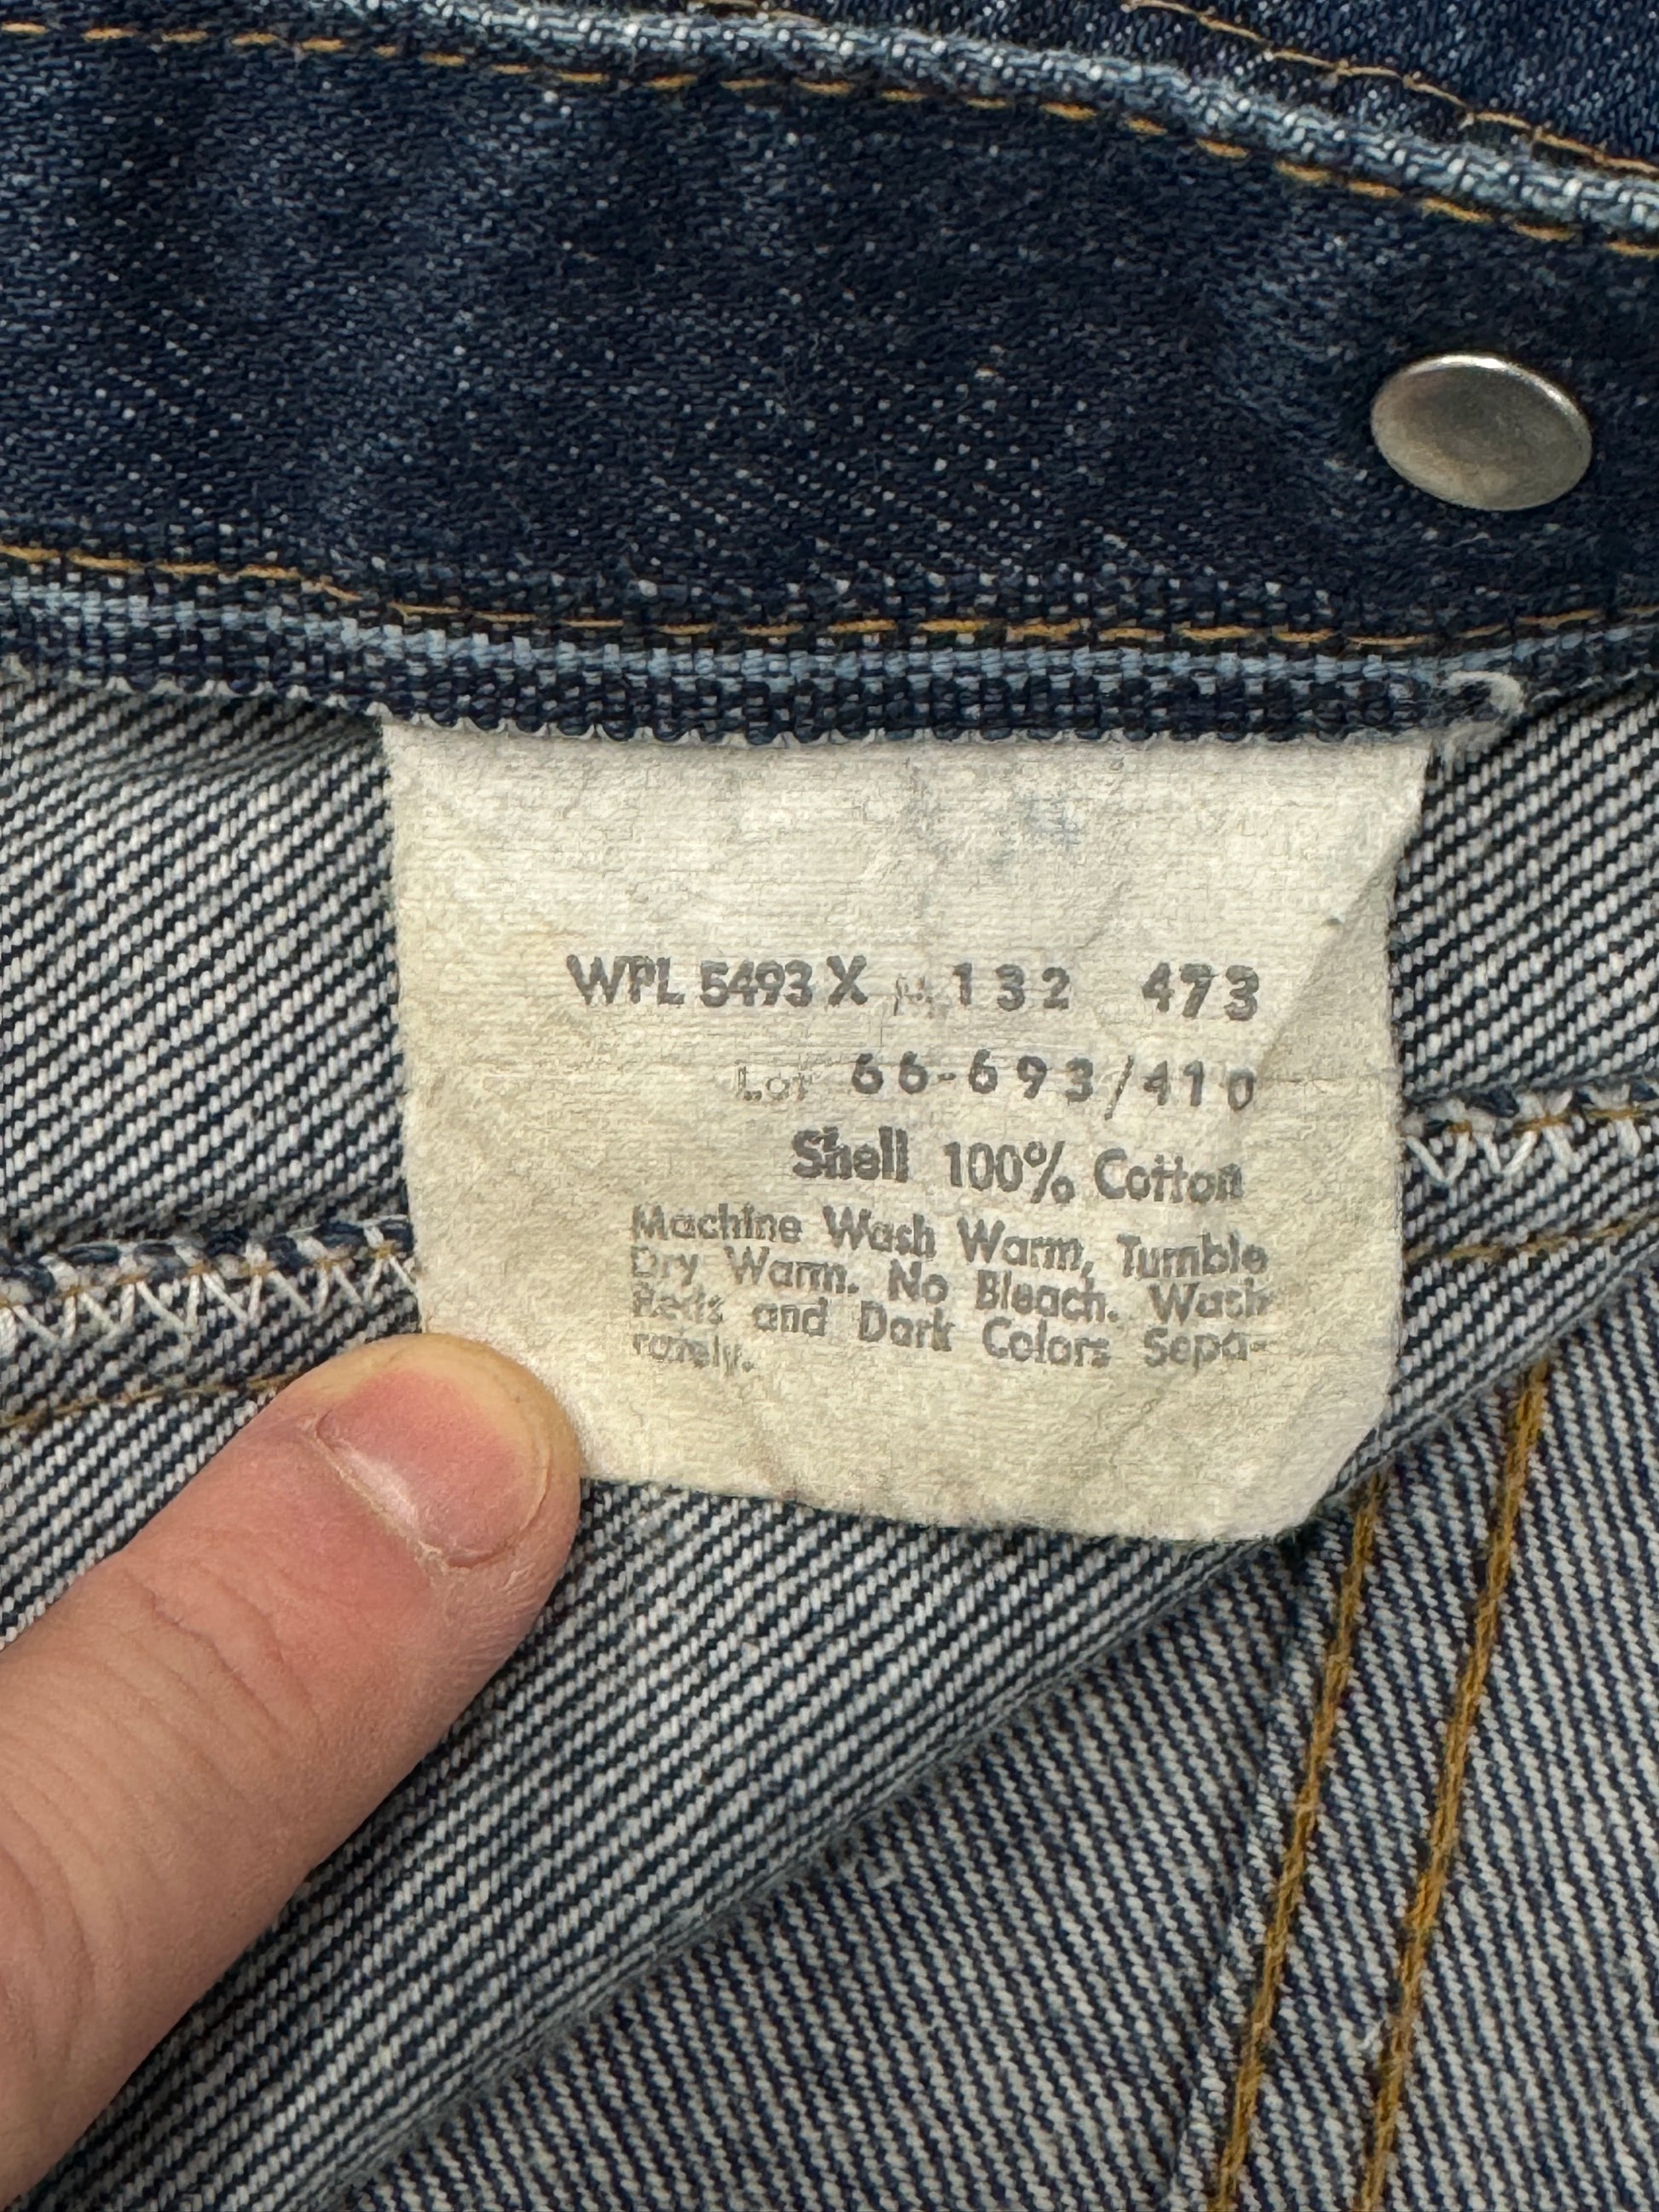 WPL 5493 X M 132 473
Lot 66-693/410
Shell 100% Cotton
Machine Wash Warm, Tumble
Dry Warm. No Bleach. Wash
Reds and Dark Colors Sepa-
rately.